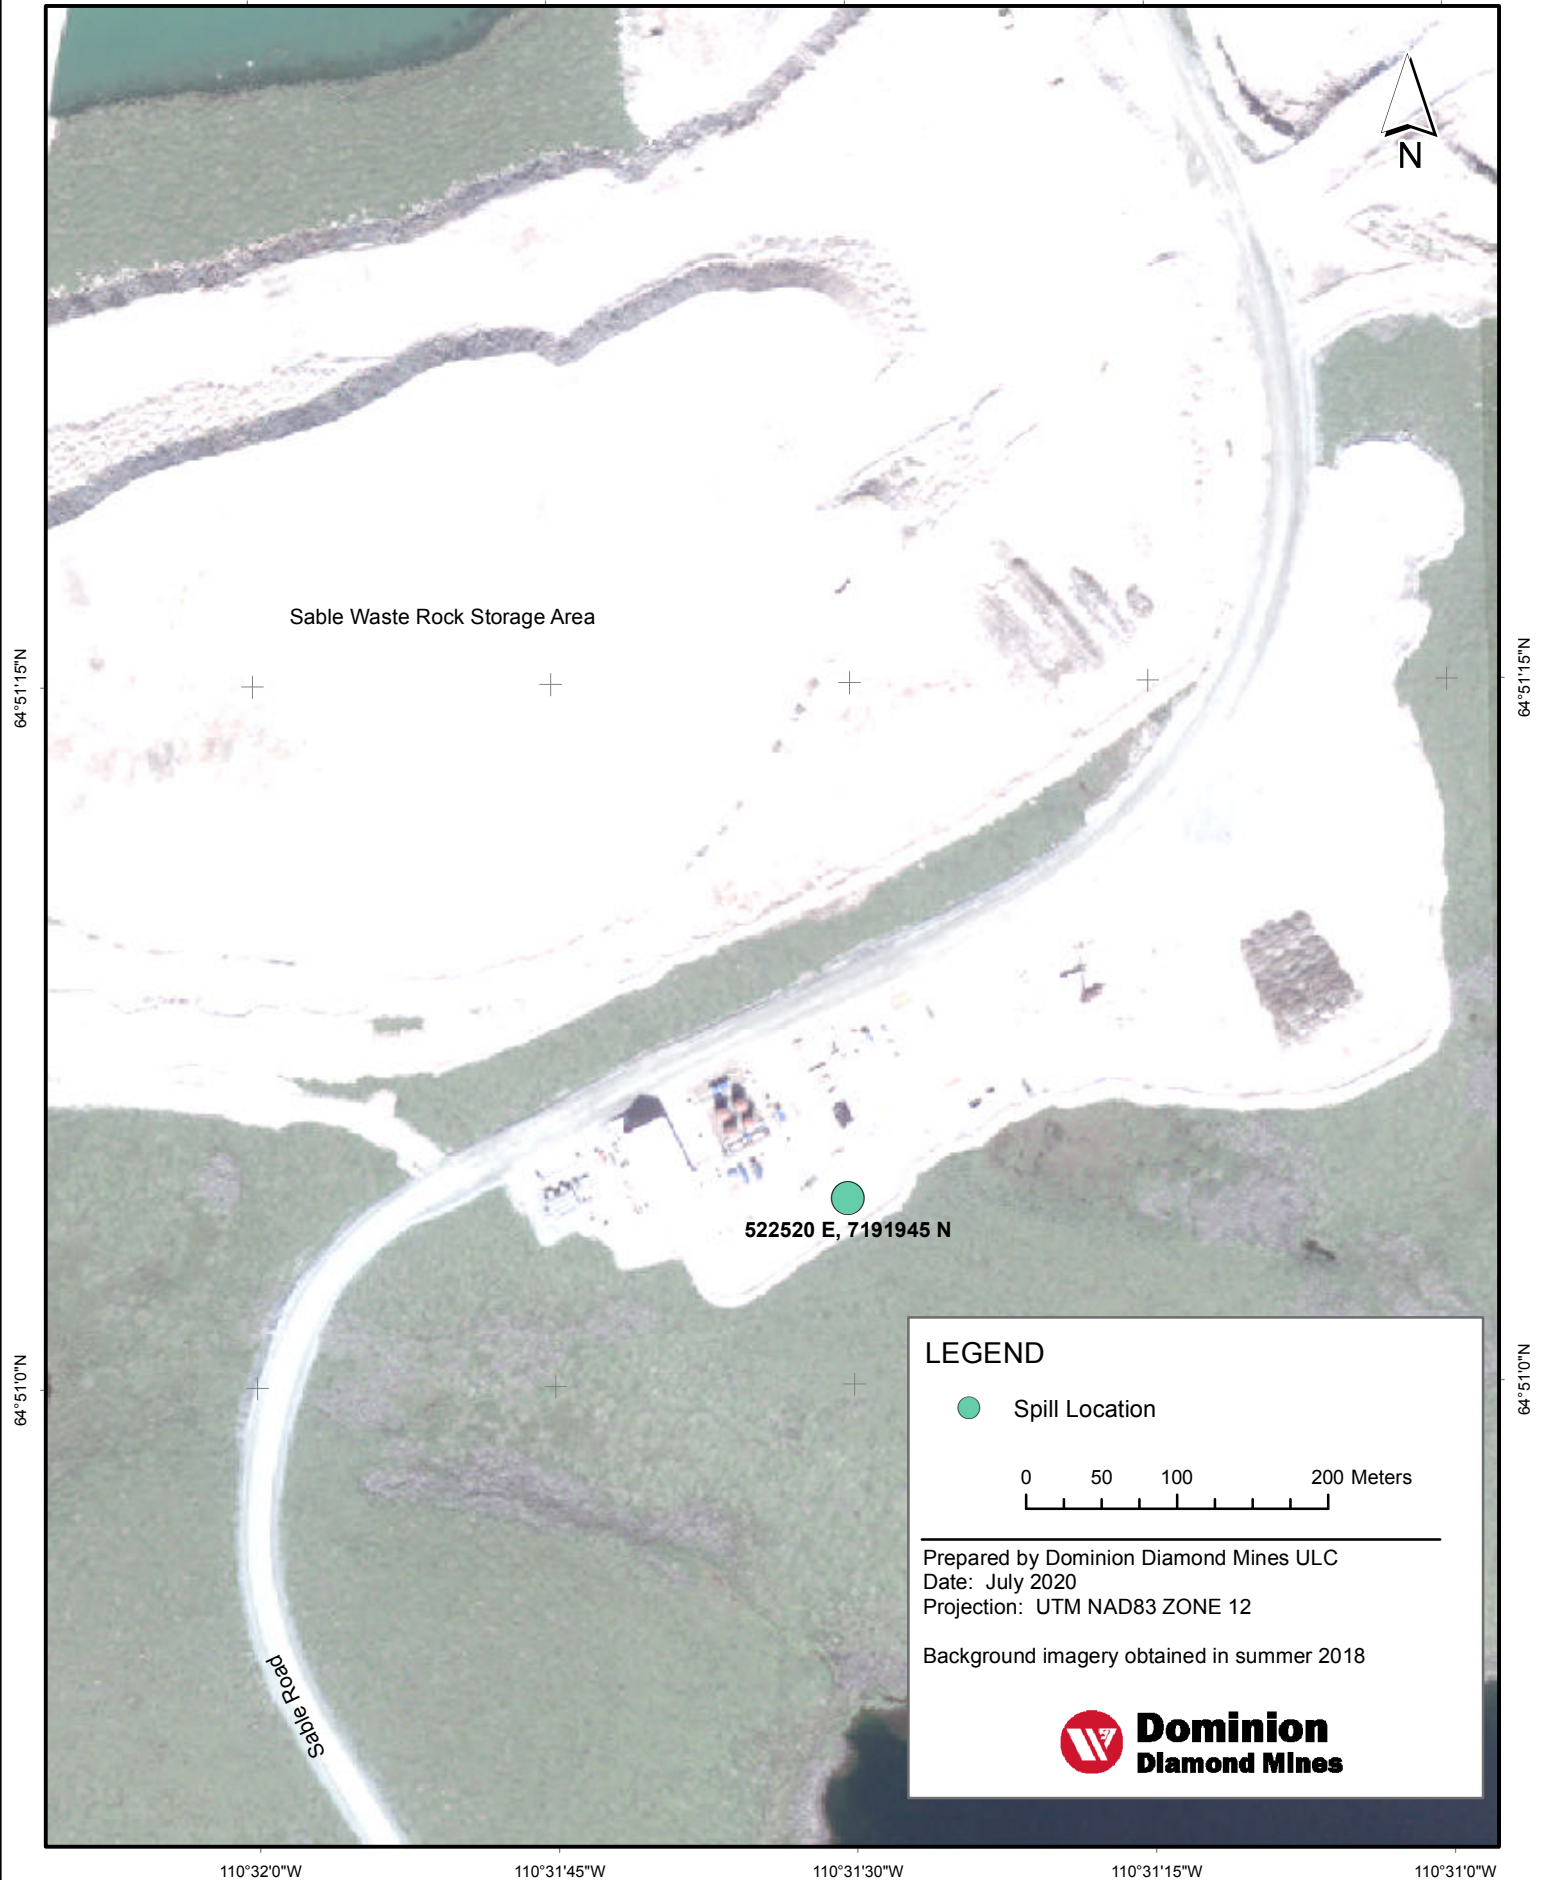 N
Sable Waste Rock Storage Area
64°51'15"N
64°51'15"N
522520 E, 7191945 N
64°51'0"N
64°51'0"N
LEGEND
Spill Location
0 50 100 200 Meters
Prepared by Dominion Diamond Mines ULC
Date: July 2020
Projection: UTM NAD83 ZONE 12
Background imagery obtained in summer 2018
Dominion
Diamond Mines
Sable Road
110°32'0"W 110°31'45"W 110°31'30"W 110°31'15"W 110°31'0"W